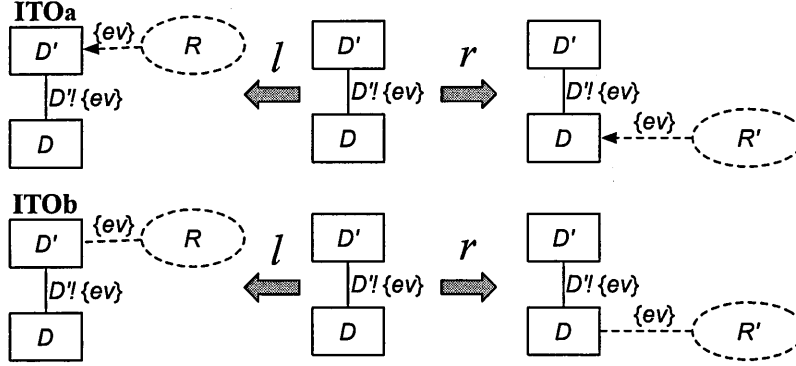 ITOa
D' {ev} R l D' r D'
D'! {ev} D'! {ev} D'! {ev}
D D D {ev} R'
ITOb
D' {ev} R l D' r D'
D'! {ev} D'! {ev} D'! {ev}
D D D {ev} R'